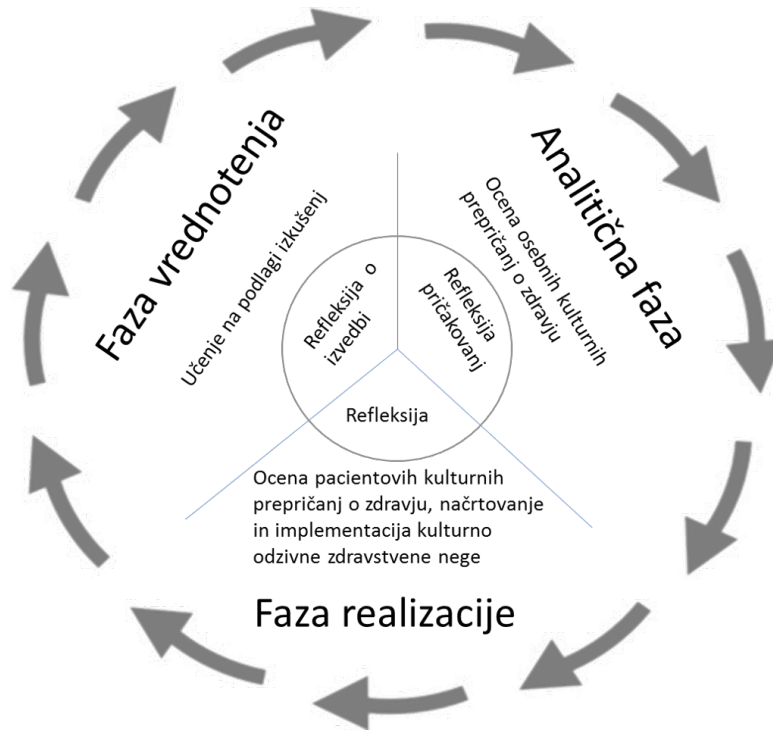 Faza vrednotenja
Učenje na podlagi izkušenj
Refleksija o
izvedbi
Analitična faza
Ocena osebnih kulturnih
prepričanj o zdravju
Refleksija
pričakovanj
Refleksija
Ocena pacientovih kulturnih
prepričanj o zdravju, načrtovanje
in implementacija kulturno
odzivne zdravstvene nege
Faza realizacije